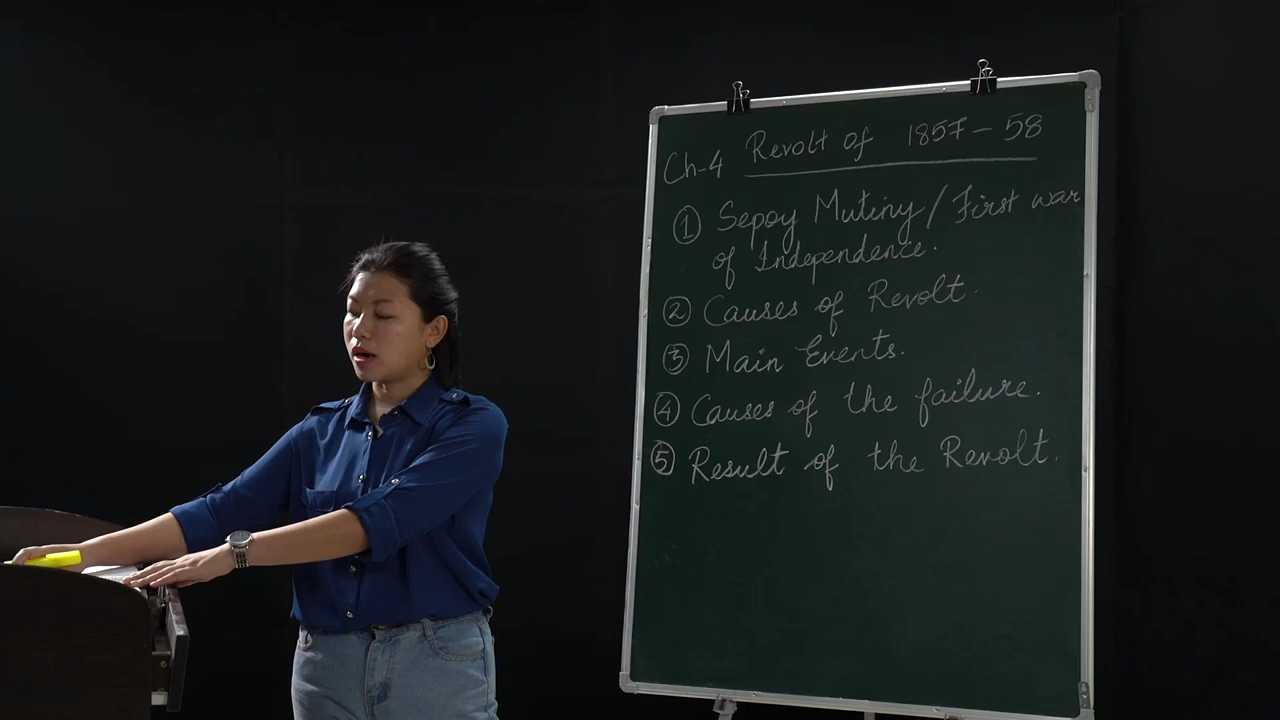 Ch-4 Revolt of 1857-58
① Sepoy Mutiny / First war
of Independence.
② Causes of Revolt.
③ Main Events.
④ Causes of the failure.
⑤ Result of the Revolt.